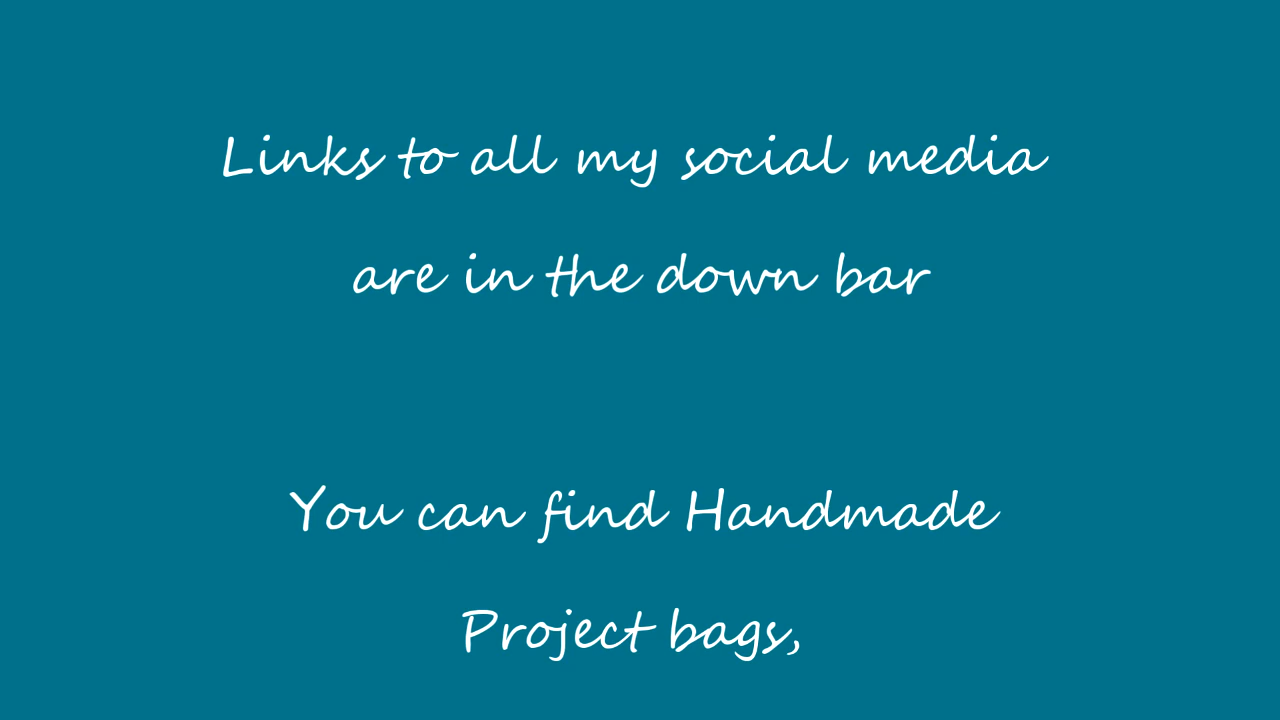 Links to all my social media
are in the down bar
You can find Handmade
Project bags,